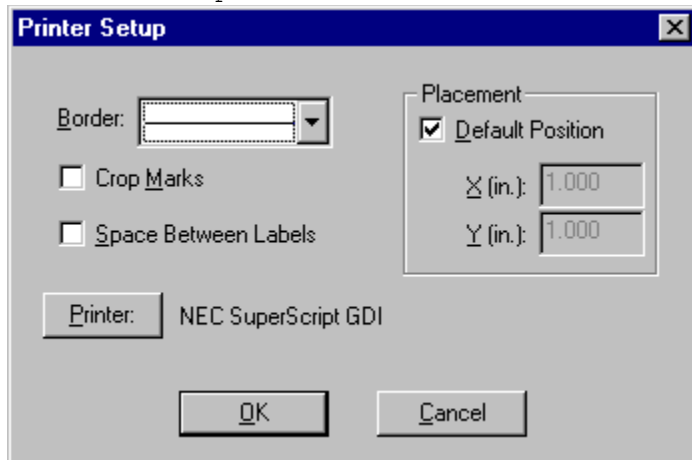 Printer Setup
Border:
Crop Marks
Space Between Labels
Placement
Default Position
X (in.): 1.000
Y (in.): 1.000
Printer: NEC SuperScript GDI
OK Cancel